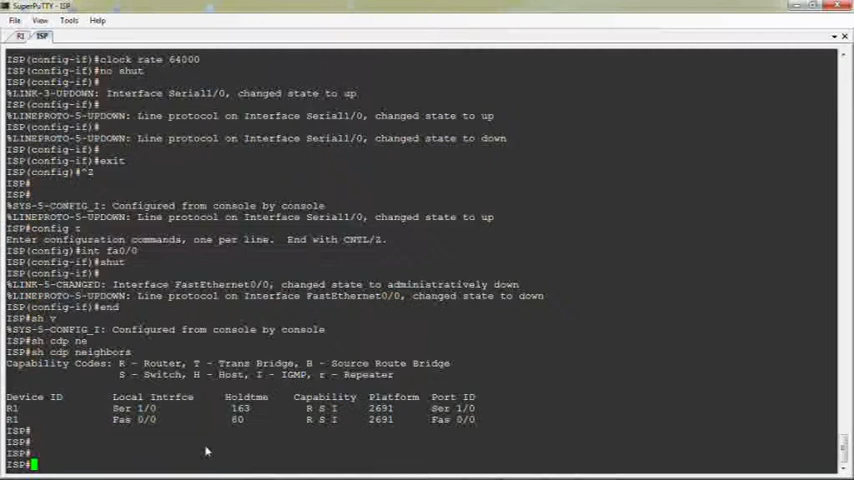 SuperPuTTY - ISP
File View Tools Help
R1 ISP
ISP(config-if)#clock rate 64000
ISP(config-if)#no shut
ISP(config-if)#
%LINK-3-UPDOWN: Interface Serial1/0, changed state to up
ISP(config-if)#
%LINEPROTO-5-UPDOWN: Line protocol on Interface Serial1/0, changed state to up
ISP(config-if)#
%LINEPROTO-5-UPDOWN: Line protocol on Interface Serial1/0, changed state to down
ISP(config-if)#
ISP(config-if)#exit
ISP(config)#^Z
ISP#
ISP#
%SYS-5-CONFIG_I: Configured from console by console
%LINEPROTO-5-UPDOWN: Line protocol on Interface Serial1/0, changed state to up
ISP#config t
Enter configuration commands, one per line.  End with CNTL/Z.
ISP(config)#int fa0/0
ISP(config-if)#shut
ISP(config-if)#
%LINK-5-CHANGED: Interface FastEthernet0/0, changed state to administratively down
%LINEPROTO-5-UPDOWN: Line protocol on Interface FastEthernet0/0, changed state to down
ISP(config-if)#end
ISP#sh v
%SYS-5-CONFIG_I: Configured from console by console
ISP#sh cdp ne
ISP#sh cdp neighbors
Capability Codes: R - Router, T - Trans Bridge, B - Source Route Bridge
S - Switch, H - Host, I - IGMP, r - Repeater
Device ID Local Intrfce Holdtme Capability Platform Port ID
R1 Ser 1/0 163 R S I 2691 Ser 1/0
R1 Fas 0/0 80 R S I 2691 Fas 0/0
ISP#
ISP#
ISP#
ISP#